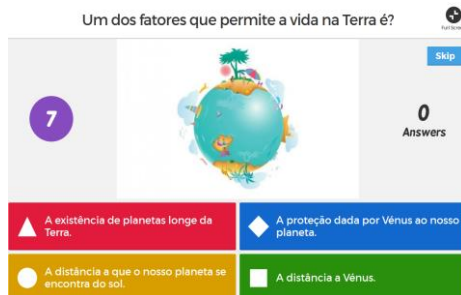 Um dos fatores que permite a vida na Terra é?
Skip
7
0
Answers
A existência de planetas longe da
Terra.
A proteção dada por Vénus ao nosso
planeta.
A distância a que o nosso planeta se
encontra do sol.
A distância a Vénus.